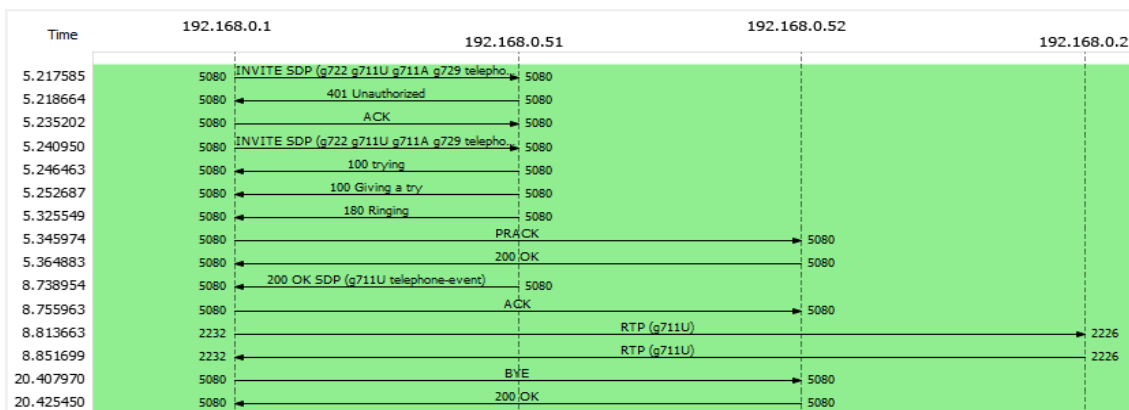 192.168.0.1 192.168.0.52
Time 192.168.0.51 192.168.0.2
5.217585 5080 INVITE SDP (g722 g711U g711A g729 telepho... 5080
5.218664 5080 401 Unauthorized 5080
5.235202 5080 ACK 5080
5.240950 5080 INVITE SDP (g722 g711U g711A g729 telepho... 5080
5.246463 5080 100 trying 5080
5.252687 5080 100 Giving a try 5080
5.325549 5080 180 Ringing 5080
5.345974 5080 PRACK 5080
5.364883 5080 200 OK 5080
8.738954 5080 200 OK SDP (g711U telephone-event) 5080
8.755963 5080 ACK 5080
8.813663 2232 RTP (g711U) 2226
8.851699 2232 RTP (g711U) 2226
20.407970 5080 BYE 5080
20.425450 5080 200 OK 5080